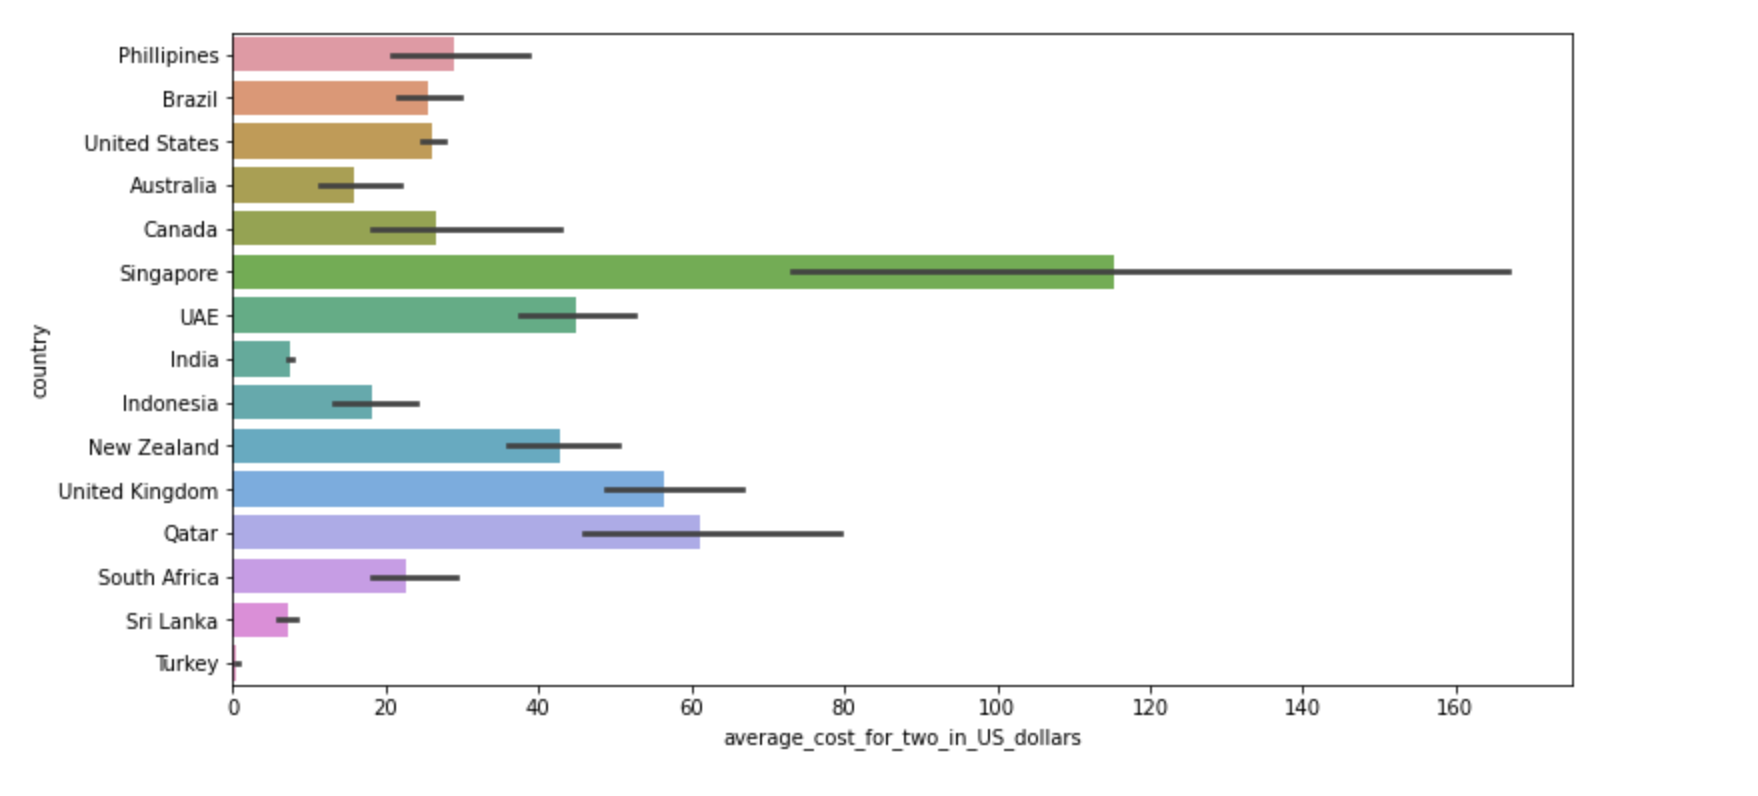 Phillipines
Brazil
United States
Australia
Canada
Singapore
UAE
India
Indonesia
New Zealand
United Kingdom
Qatar
South Africa
Sri Lanka
Turkey
country
0 20 40 60 80 100 120 140 160
average_cost_for_two_in_US_dollars